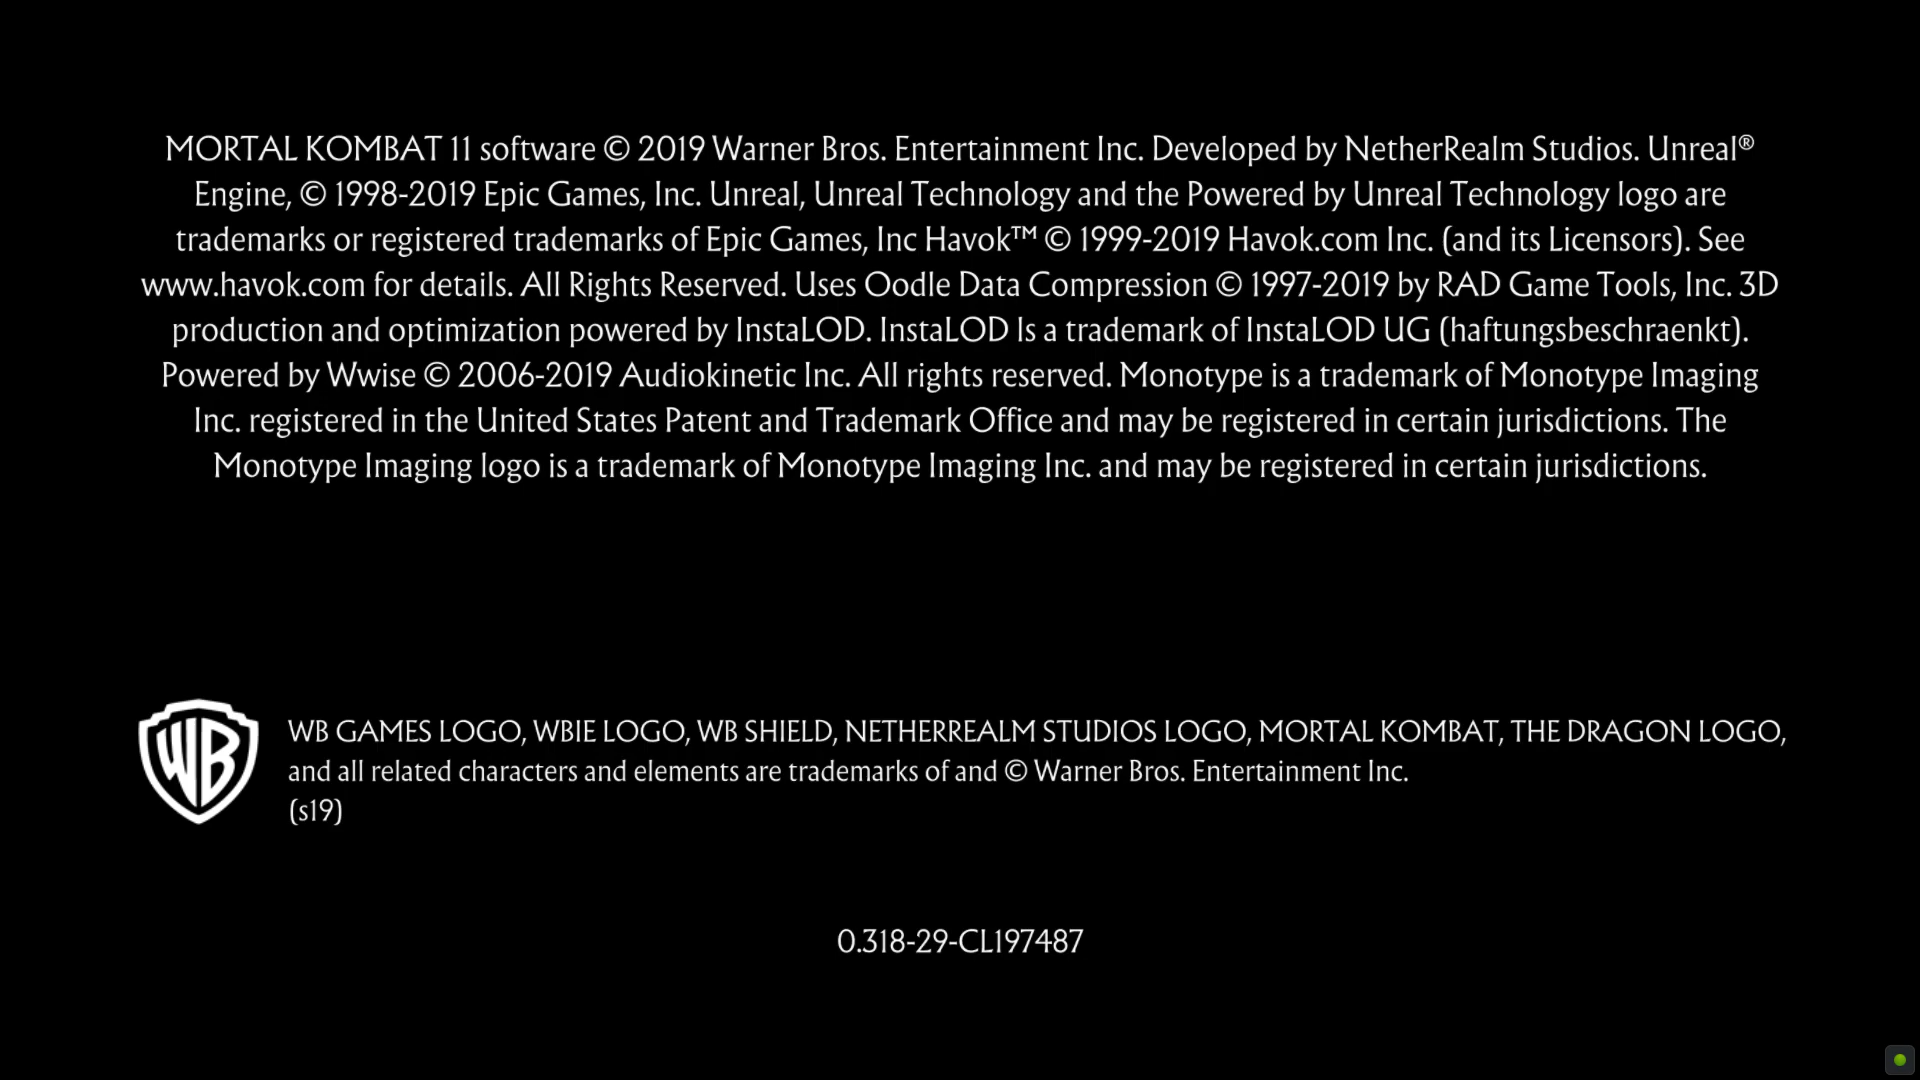 MORTAL KOMBAT 11 software © 2019 Warner Bros. Entertainment Inc. Developed by NetherRealm Studios. Unreal®
Engine, © 1998-2019 Epic Games, Inc. Unreal, Unreal Technology and the Powered by Unreal Technology logo are
trademarks or registered trademarks of Epic Games, Inc Havok™ © 1999-2019 Havok.com Inc. (and its Licensors). See
www.havok.com for details. All Rights Reserved. Uses Oodle Data Compression © 1997-2019 by RAD Game Tools, Inc. 3D
production and optimization powered by InstaLOD. InstaLOD Is a trademark of InstaLOD UG (haftungsbeschraenkt).
Powered by Wwise © 2006-2019 Audiokinetic Inc. All rights reserved. Monotype is a trademark of Monotype Imaging
Inc. registered in the United States Patent and Trademark Office and may be registered in certain jurisdictions. The
Monotype Imaging logo is a trademark of Monotype Imaging Inc. and may be registered in certain jurisdictions.
WB
WB GAMES LOGO, WBIE LOGO, WB SHIELD, NETHERREALM STUDIOS LOGO, MORTAL KOMBAT, THE DRAGON LOGO,
and all related characters and elements are trademarks of and © Warner Bros. Entertainment Inc.
(s19)
0.318-29-CL197487